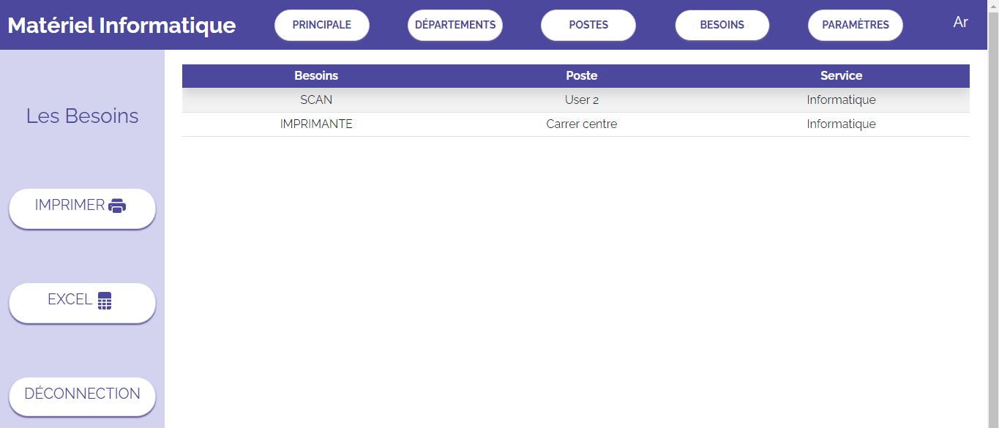 Matériel Informatique PRINCIPALE DÉPARTEMENTS POSTES BESOINS PARAMÈTRES Ar
Les Besoins
IMPRIMER
EXCEL
DÉCONNECTION
Besoins Poste Service
SCAN User 2 Informatique
IMPRIMANTE Carrer centre Informatique